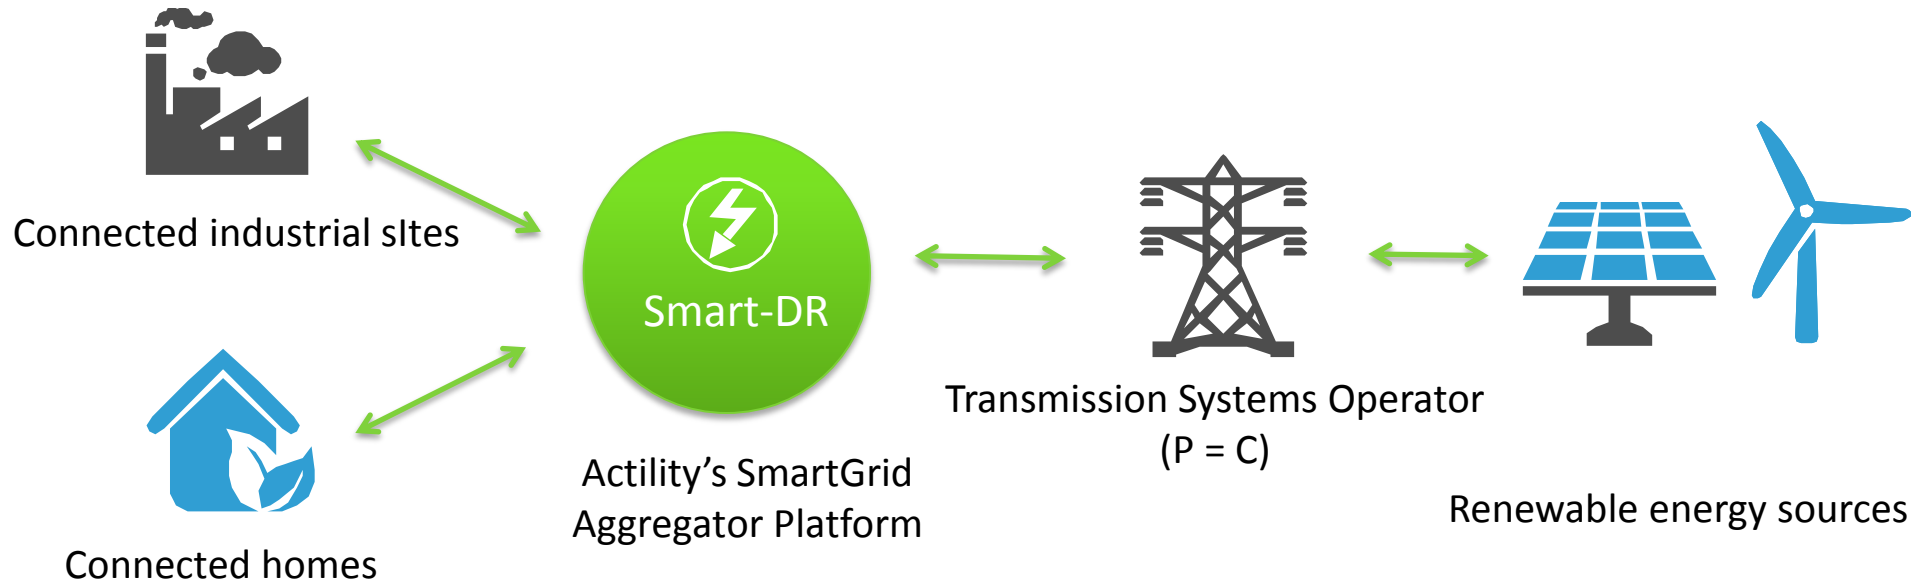 Connected industrial sItes
Smart-DR
Transmission Systems Operator
(P = C)
Actility’s SmartGrid
Aggregator Platform
Renewable energy sources
Connected homes